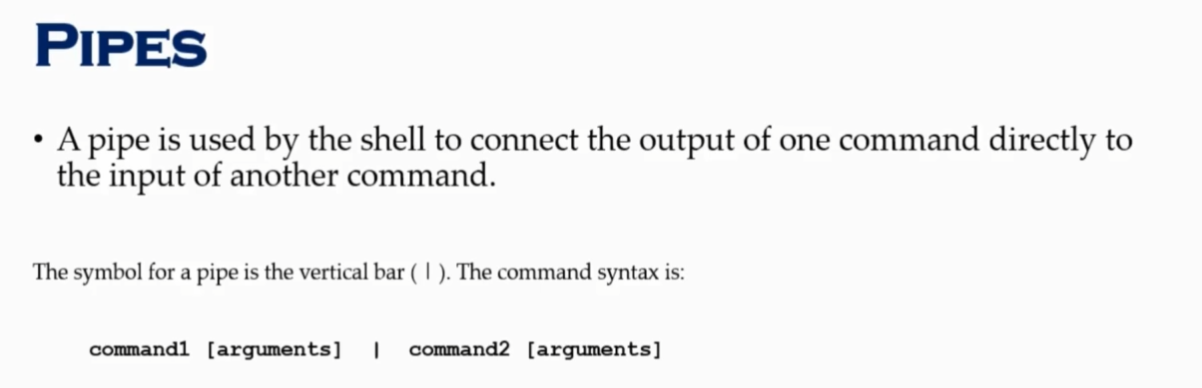 PIPES
• A pipe is used by the shell to connect the output of one command directly to
the input of another command.
The symbol for a pipe is the vertical bar ( | ). The command syntax is:
command1 [arguments] | command2 [arguments]